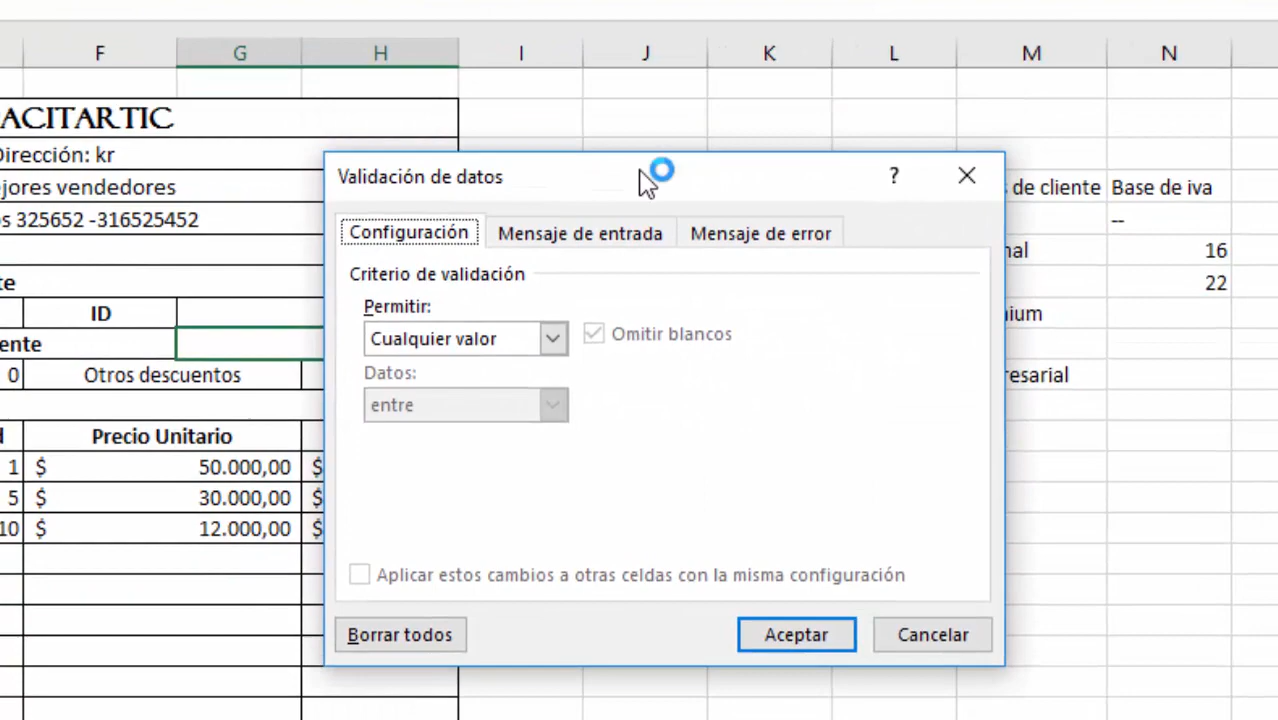 F G H I J K L M N
ACITARTIC
Dirección: kr
ejores vendedores
s de cliente Base de iva
os 325652 -316525452
--
nal 16
te
22
ID
nium
ente
0 Otros descuentos
resarial
d Precio Unitario
1 $ 50.000,00 $
5 $ 30.000,00 $
10 $ 12.000,00 $
Validación de datos ?
Configuración Mensaje de entrada Mensaje de error
Criterio de validación
Permitir:
Cualquier valor Omitir blancos
Datos:
entre
Aplicar estos cambios a otras celdas con la misma configuración
Borrar todos Aceptar Cancelar